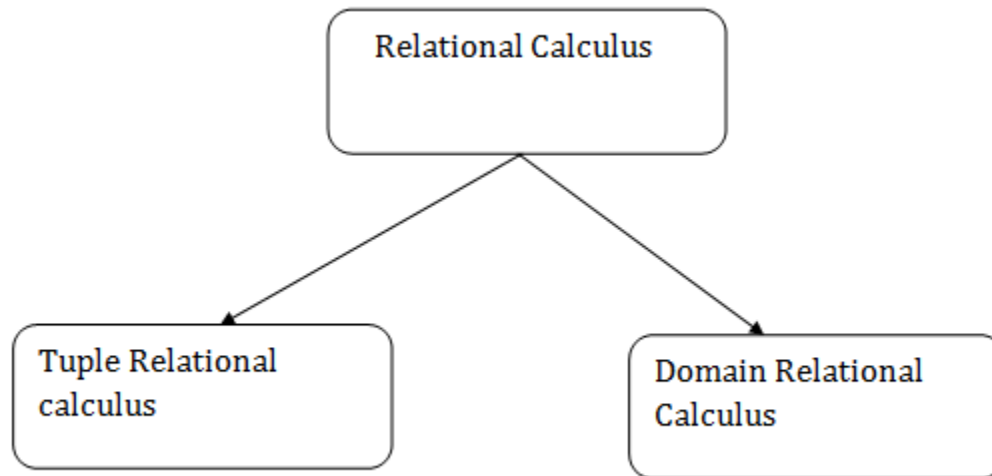 Relational Calculus
Tuple Relational
calculus
Domain Relational
Calculus